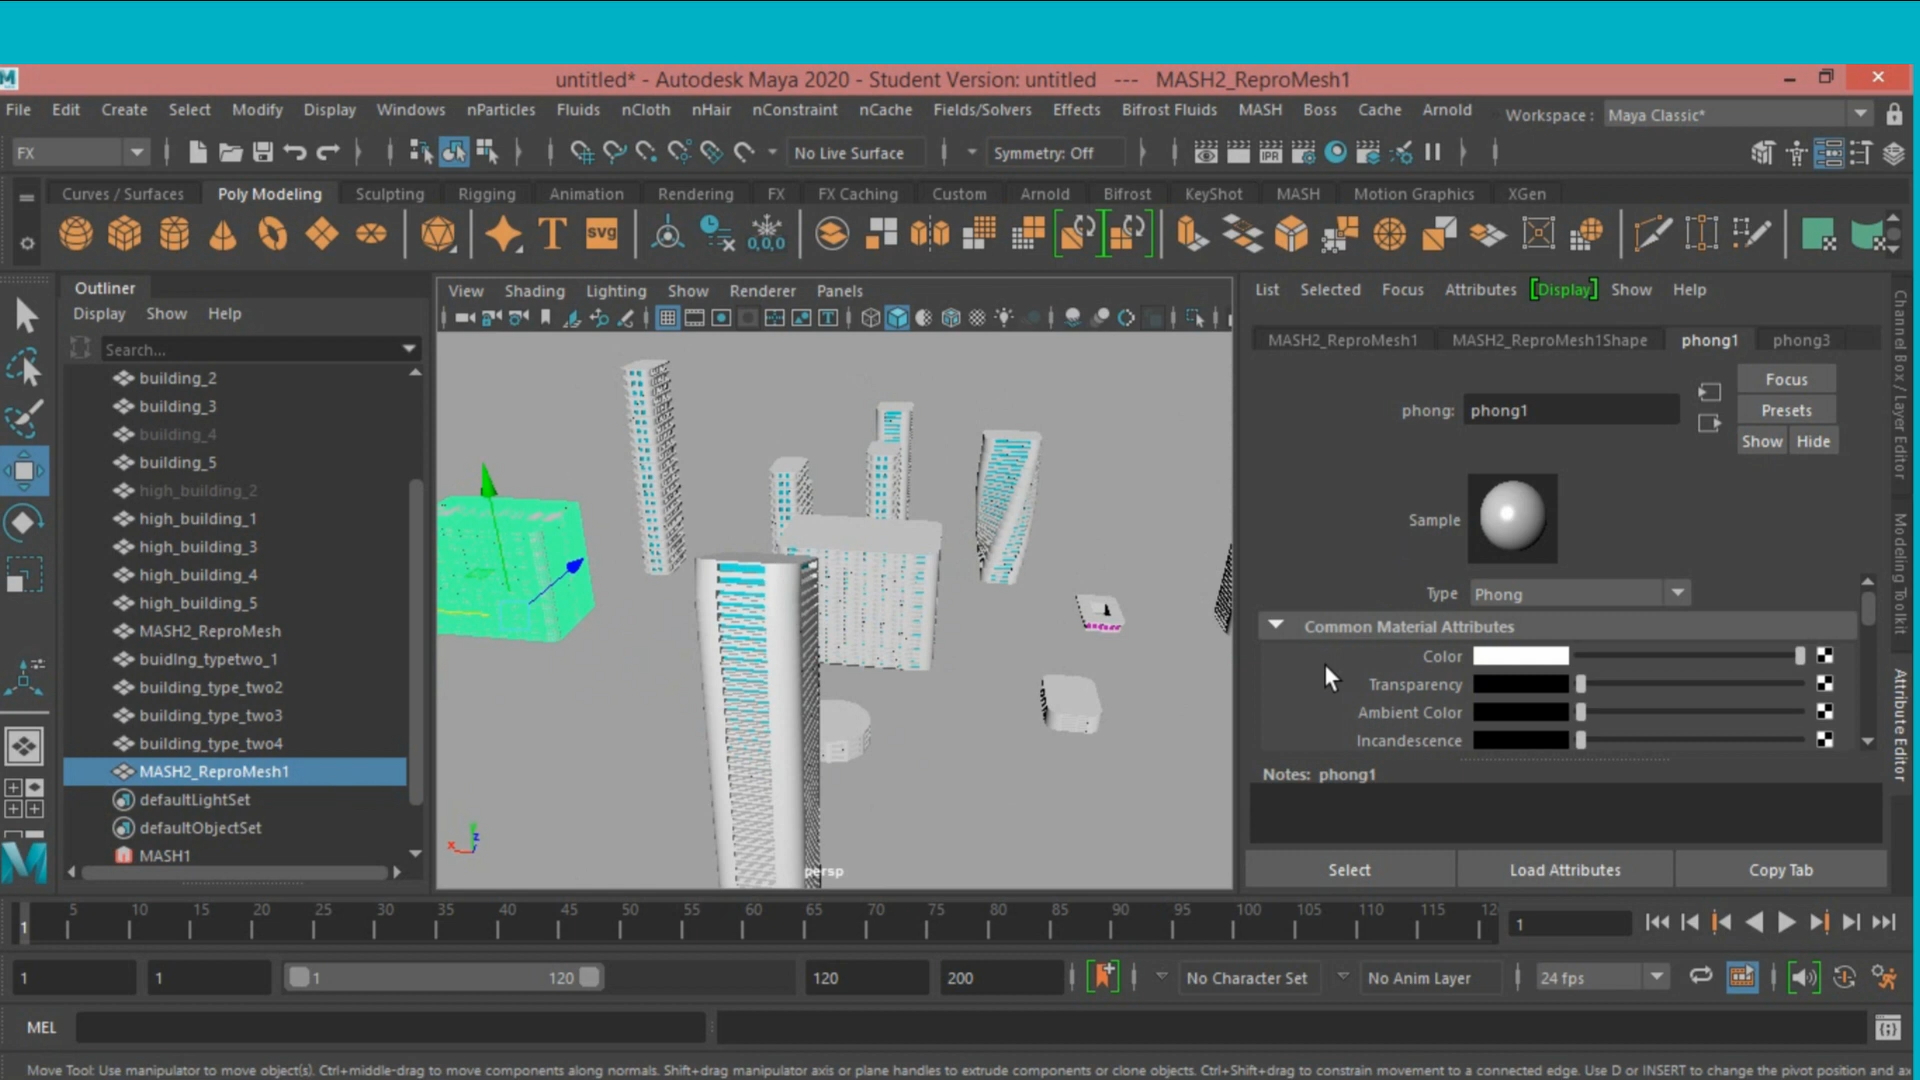 untitled* - Autodesk Maya 2020 - Student Version: untitled --- MASH2_ReproMesh1
File Edit Create Select Modify Display Windows nParticles Fluids nCloth nHair nConstraint nCache Fields/Solvers Effects Bifrost Fluids MASH Boss Cache Arnold Workspace : Maya Classic*
FX No Live Surface Symmetry: Off IPR
Curves / Surfaces Poly Modeling Sculpting Rigging Animation Rendering FX FX Caching Custom Arnold Bifrost KeyShot MASH Motion Graphics XGen
T svg 0,0,0
Outliner
Display Show Help
Search...
building_2
building_3
building_4
building_5
high_building_2
high_building_1
high_building_3
high_building_4
high_building_5
MASH2_ReproMesh
buidlng_typetwo_1
building_type_two2
building_type_two3
building_type_two4
MASH2_ReproMesh1
defaultLightSet
defaultObjectSet
MASH1
View Shading Lighting Show Renderer Panels
x z
persp
List Selected Focus Attributes Display Show Help
MASH2_ReproMesh1 MASH2_ReproMesh1Shape phong1 phong3
phong: phong1
Focus
Presets
Show Hide
Sample
Type Phong
Common Material Attributes
Color
Transparency
Ambient Color
Incandescence
Notes: phong1
Select Load Attributes Copy Tab
Channel Box / Layer Editor
Modeling Toolkit
Attribute Editor
1 5 10 15 20 25 30 35 40 45 50 55 60 65 70 75 80 85 90 95 100 105 110 115 12 1
1 1 1 120 120 200 No Character Set No Anim Layer 24 fps
MEL
Move Tool: Use manipulator to move object(s). Ctrl+middle-drag to move components along normals. Shift+drag manipulator axis or plane handles to extrude components or clone objects. Ctrl+Shift+drag to constrain movement to a connected edge. Use D or INSERT to change the pivot position and ax